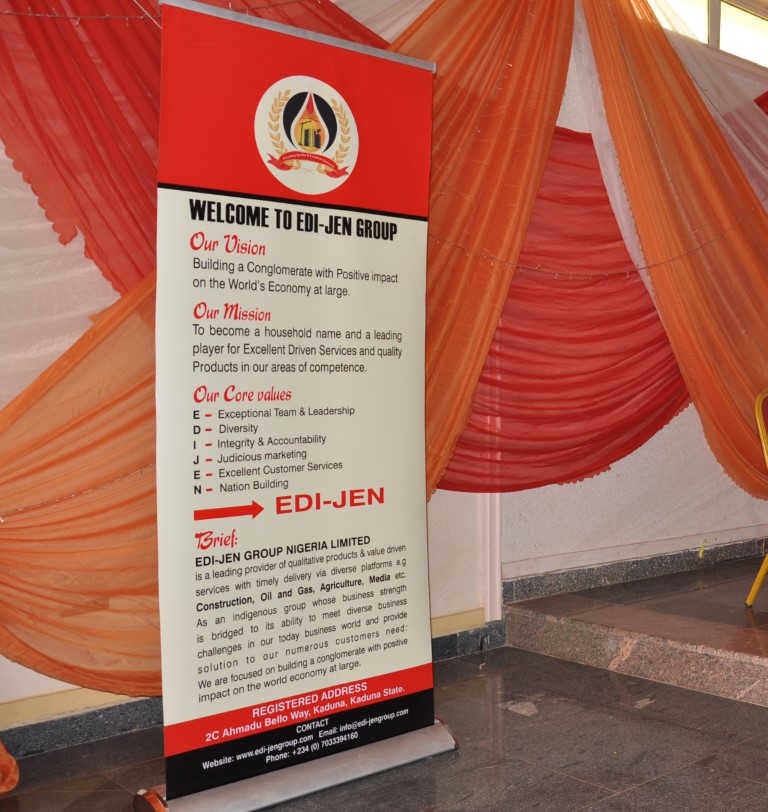 WELCOME TO EDI-JEN GROUP
Our Vision
Building a Conglomerate with Positive impact
on the World's Economy at large.
Our Mission
To become a household name and a leading
player for Excellent Driven Services and quality
Products in our areas of competence.
Our Core values
E – Exceptional Team & Leadership
D – Diversity
I – Integrity & Accountability
J – Judicious marketing
E – Excellent Customer Services
N – Nation Building
EDI-JEN
Brief:
EDI-JEN GROUP NIGERIA LIMITED
is a leading provider of qualitative products & value driven
services with timely delivery via diverse platforms e.g
Construction, Oil and Gas, Agriculture, Media etc.
As an indigenous group whose business strength
is bridged to its ability to meet diverse business
challenges in our today business world and provide
solution to our numerous customers need:
We are focused on building a conglomerate with positive
impact on the world economy at large.
REGISTERED ADDRESS
2C Ahmadu Bello Way, Kaduna, Kaduna State.
CONTACT
Website: www.edi-jengroup.com Email: info@edi-jengroup.com
Phone: +234 (0) 7033394160